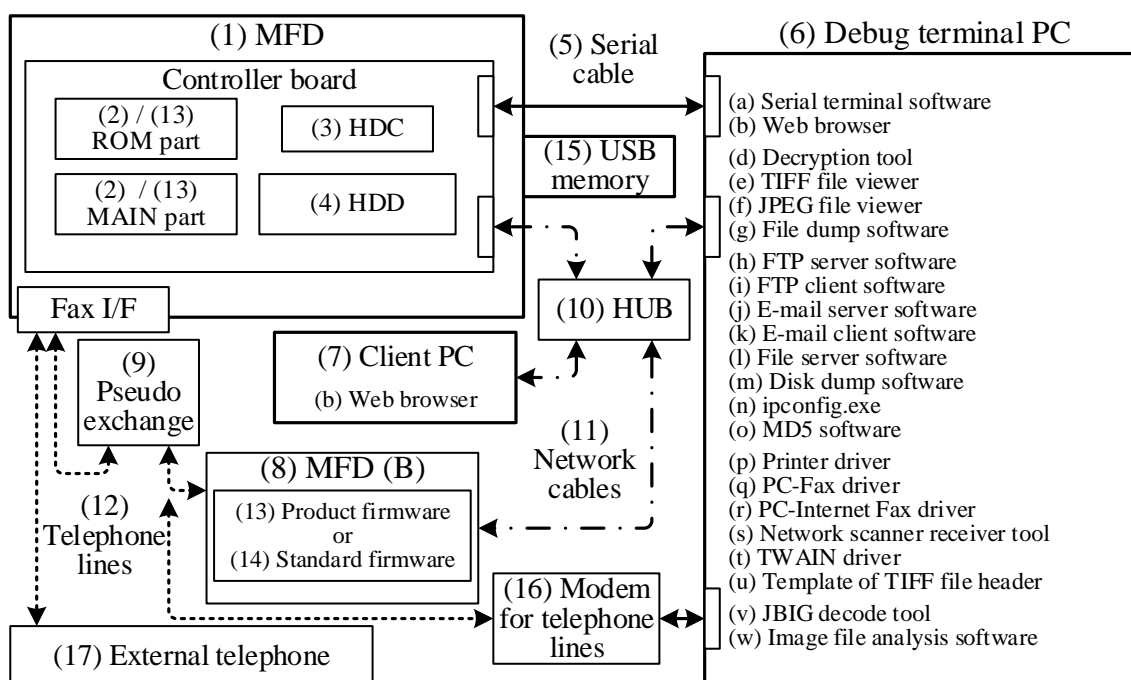 (1) MFD
Controller board
(2) / (13)
ROM part
(3) HDC
(2) / (13)
MAIN part
(4) HDD
Fax I/F
(5) Serial
cable
(15) USB
memory
(10) HUB
(7) Client PC
(b) Web browser
(9)
Pseudo
exchange
(12)
Telephone
lines
(8) MFD (B)
(13) Product firmware
or
(14) Standard firmware
(11)
Network
cables
(16) Modem
for telephone
lines
(17) External telephone
(6) Debug terminal PC
(a) Serial terminal software
(b) Web browser
(d) Decryption tool
(e) TIFF file viewer
(f) JPEG file viewer
(g) File dump software
(h) FTP server software
(i) FTP client software
(j) E-mail server software
(k) E-mail client software
(l) File server software
(m) Disk dump software
(n) ipconfig.exe
(o) MD5 software
(p) Printer driver
(q) PC-Fax driver
(r) PC-Internet Fax driver
(s) Network scanner receiver tool
(t) TWAIN driver
(u) Template of TIFF file header
(v) JBIG decode tool
(w) Image file analysis software